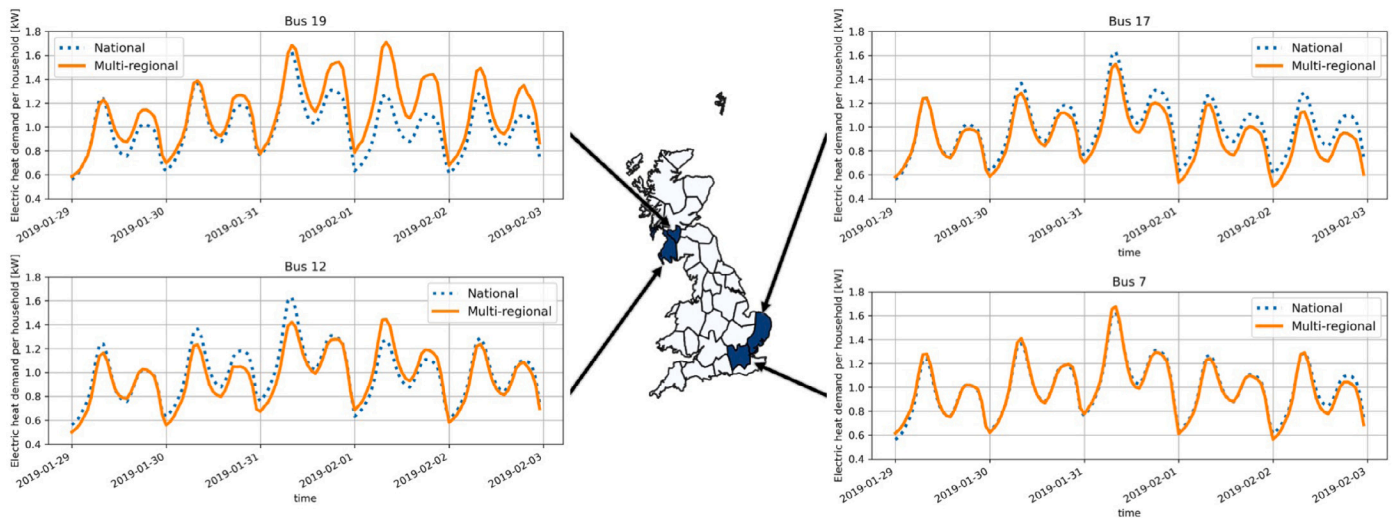 Bus 19
Electric heat demand per household [kW]
1.8
1.6
1.4
1.2
1.0
0.8
0.6
0.4
National
Multi-regional
2019-01-29
2019-01-30
2019-01-31
2019-02-01
2019-02-02
2019-02-03
Bus 12
Electric heat demand per household [kW]
1.8
1.6
1.4
1.2
1.0
0.8
0.6
0.4
National
Multi-regional
2019-01-29
2019-01-30
2019-01-31
2019-02-01
2019-02-02
2019-02-03
time
Bus 17
Electric heat demand per household [kW]
1.8
1.6
1.4
1.2
1.0
0.8
0.6
0.4
National
Multi-regional
2019-01-29
2019-01-30
2019-01-31
2019-02-01
2019-02-02
2019-02-03
time
Bus 7
Electric heat demand per household [kW]
1.8
1.6
1.4
1.2
1.0
0.8
0.6
0.4
National
Multi-regional
2019-01-29
2019-01-30
2019-01-31
2019-02-01
2019-02-02
2019-02-03
time